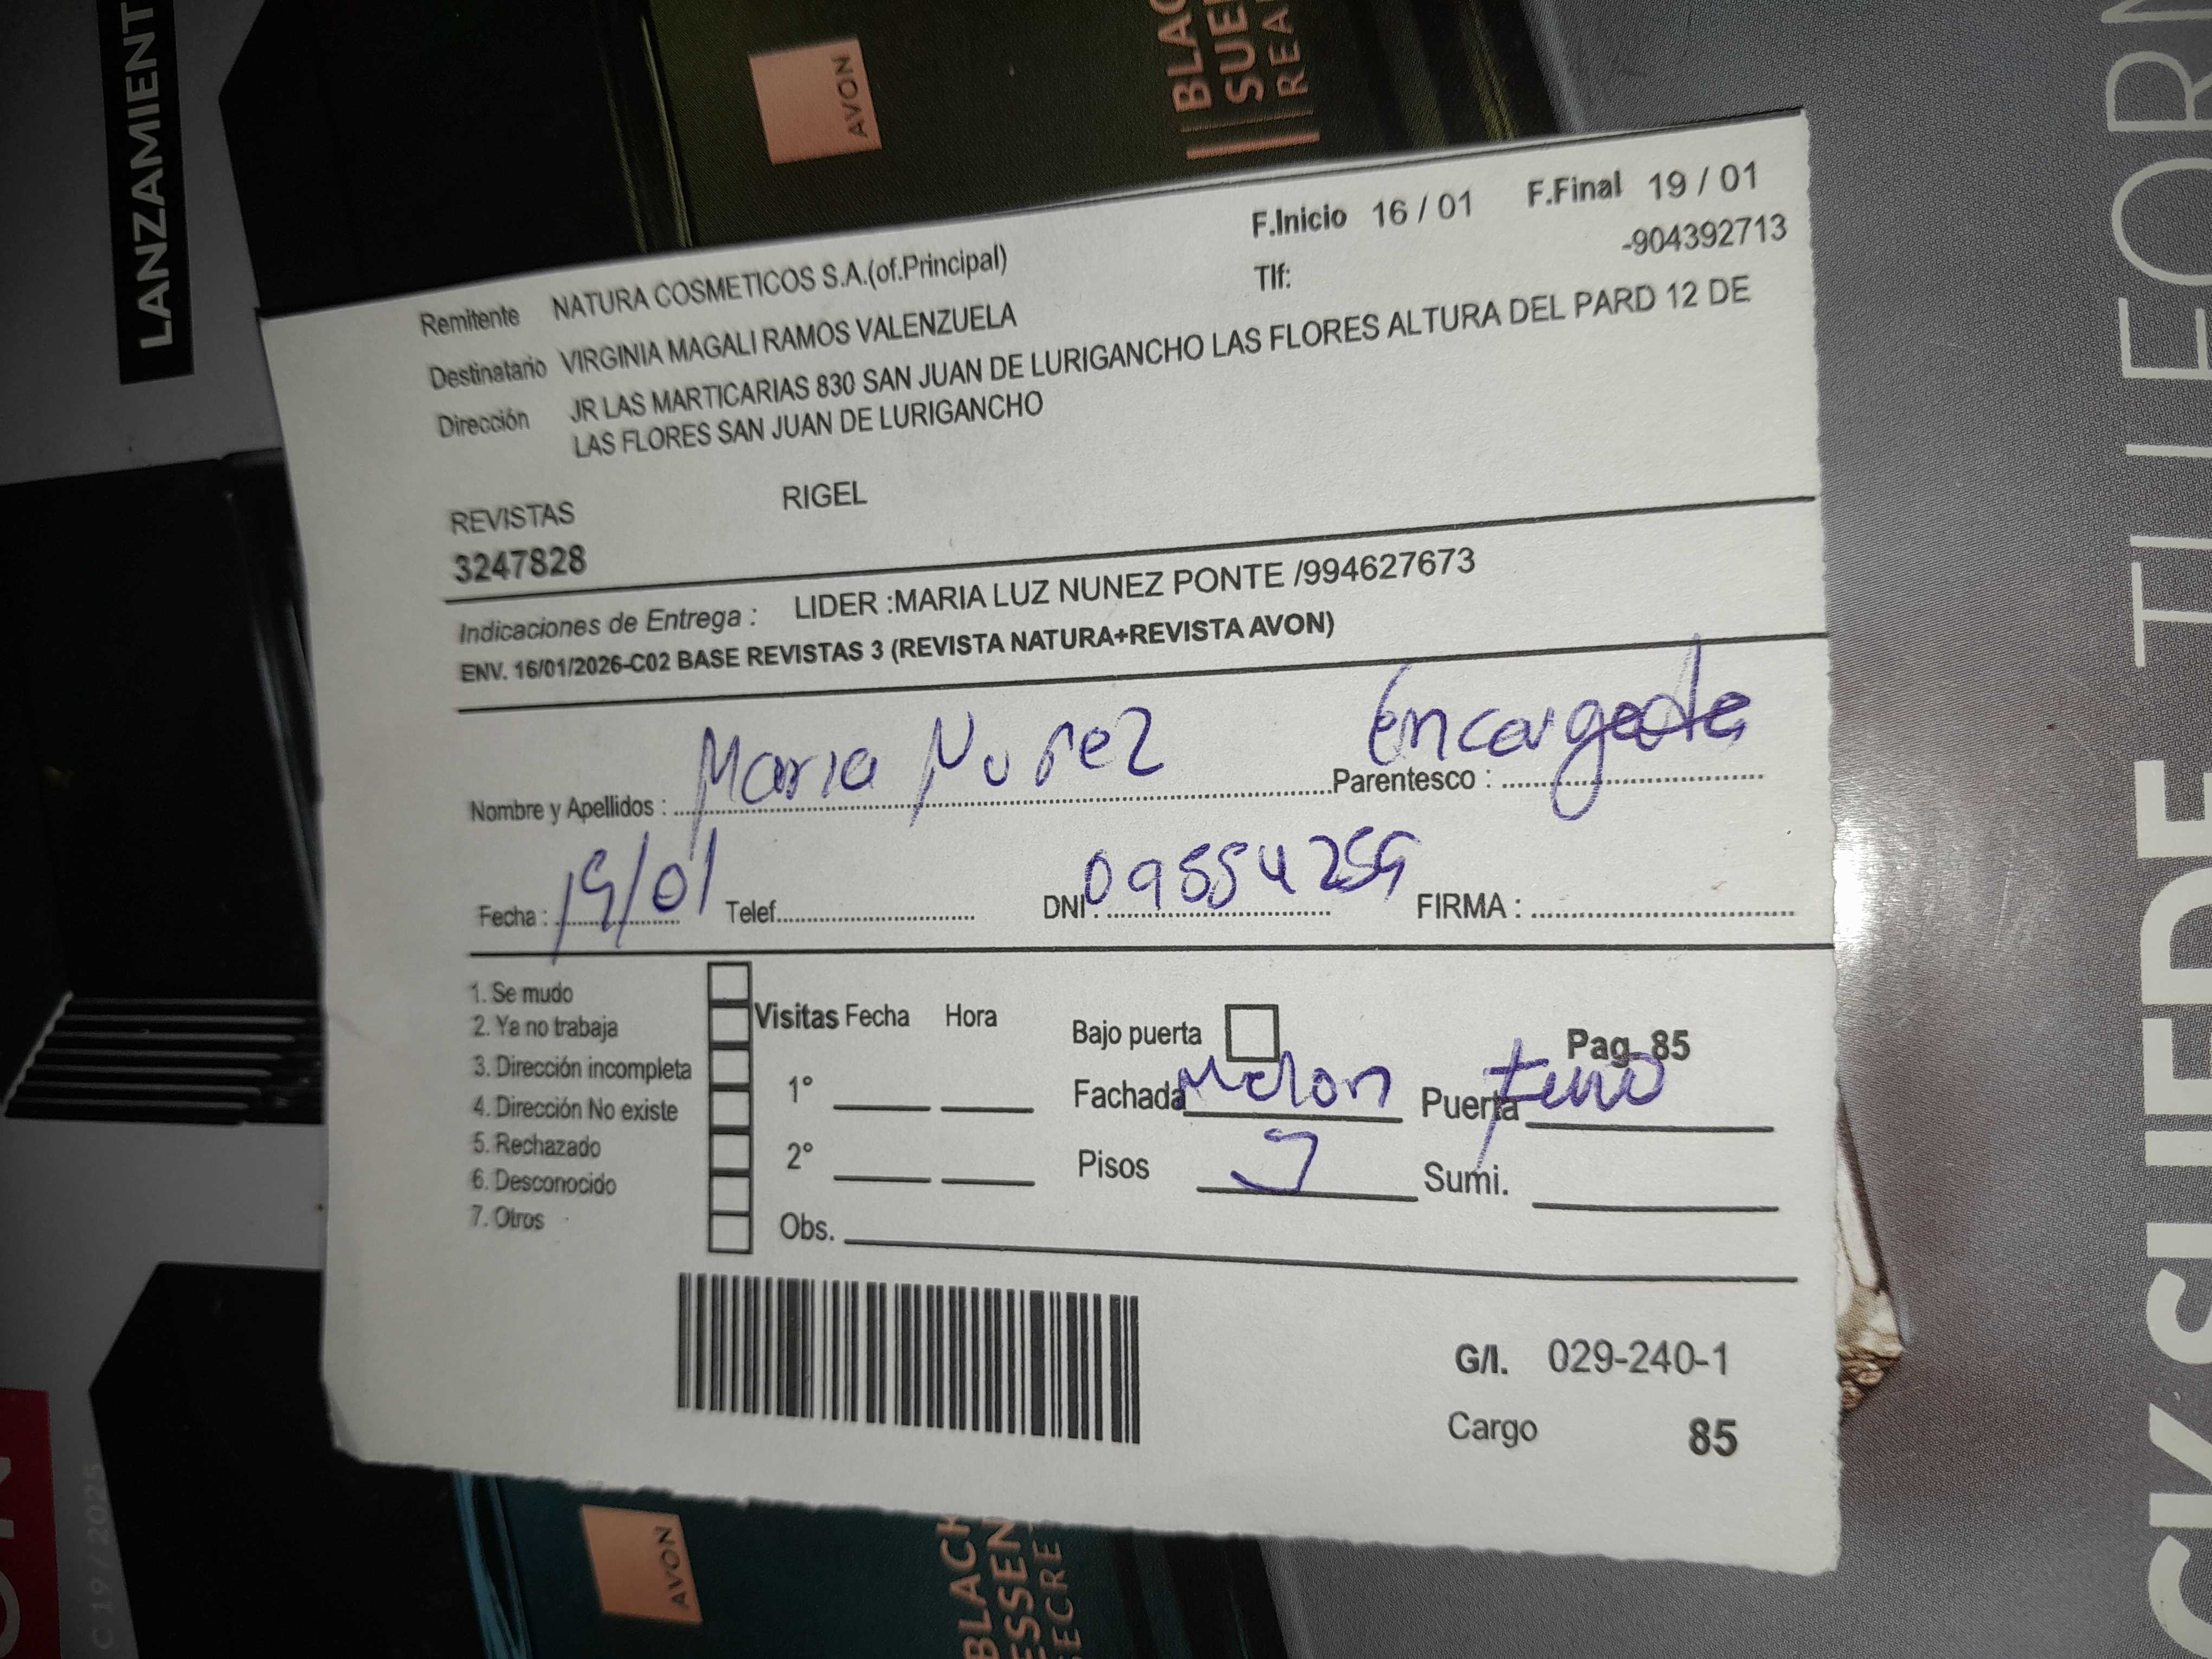 LANZAMIENT
AVON
F.Inicio 16 / 01 F.Final 19 / 01
Remitente NATURA COSMETICOS S.A.(of.Principal) Tlf: -904392713
Destinatario VIRGINIA MAGALI RAMOS VALENZUELA
Dirección JR LAS MARTICARIAS 830 SAN JUAN DE LURIGANCHO LAS FLORES ALTURA DEL PARD 12 DE
LAS FLORES SAN JUAN DE LURIGANCHO
REVISTAS RIGEL
3247828
Indicaciones de Entrega : LIDER :MARIA LUZ NUNEZ PONTE /994627673
ENV. 16/01/2026-C02 BASE REVISTAS 3 (REVISTA NATURA+REVISTA AVON)
Nombre y Apellidos : Maria Nuñez Parentesco : Encargada
Fecha : 19/01 Telef. DNI : 09554259 FIRMA :
1. Se mudo
2. Ya no trabaja
3. Dirección incompleta
4. Dirección No existe
5. Rechazado
6. Desconocido
7. Otros
Visitas Fecha Hora
1°
2°
Obs.
Bajo puerta Pag. 85
Fachada Melon Puerta
Pisos Sumi.
G/I. 029-240-1
Cargo 85
AVON
C 19 / 2025